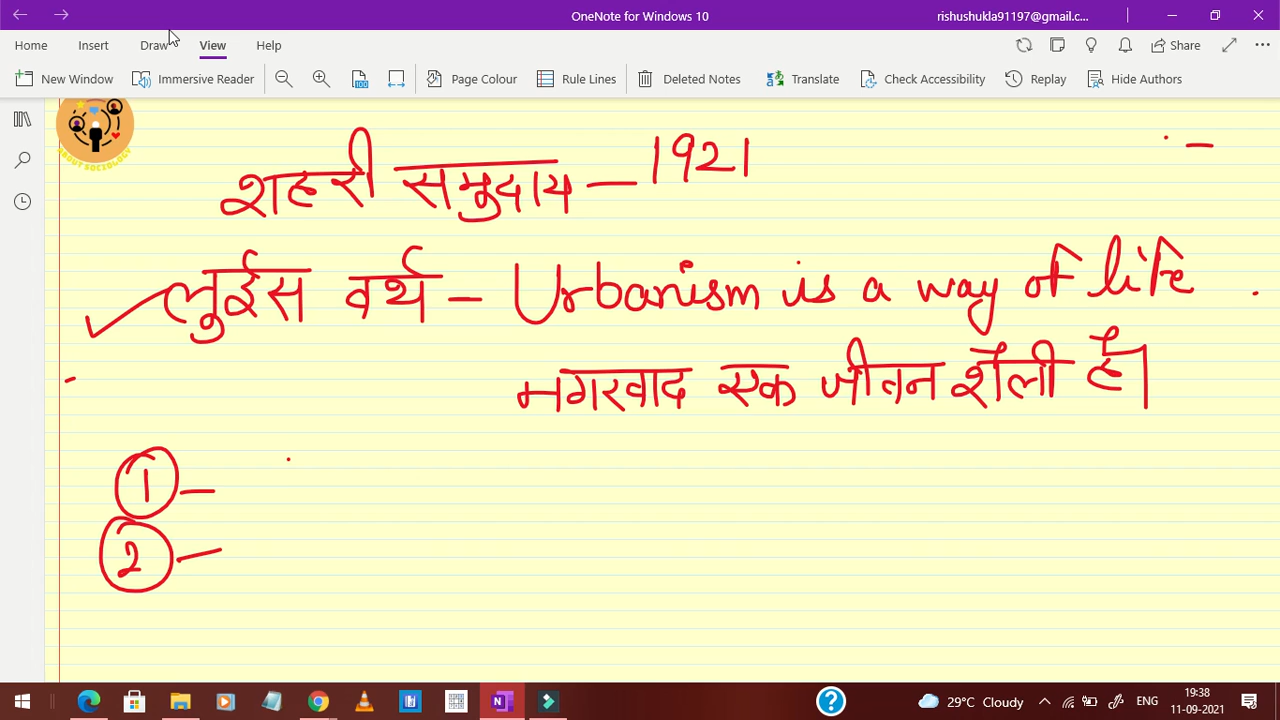 OneNote for Windows 10
rishushukla91197@gmail.c...
Home Insert Draw View Help Share
New Window Immersive Reader Page Colour Rule Lines Deleted Notes Translate Check Accessibility Replay Hide Authors
ABOUT SOCIOLOGY
शहरी समुदाय – 1921
लुईस वर्थ – Urbanism is a way of life .
नगरवाद एक जीवन शैली है।
1 –
2 –
29°C Cloudy ENG 19:38
11-09-2021